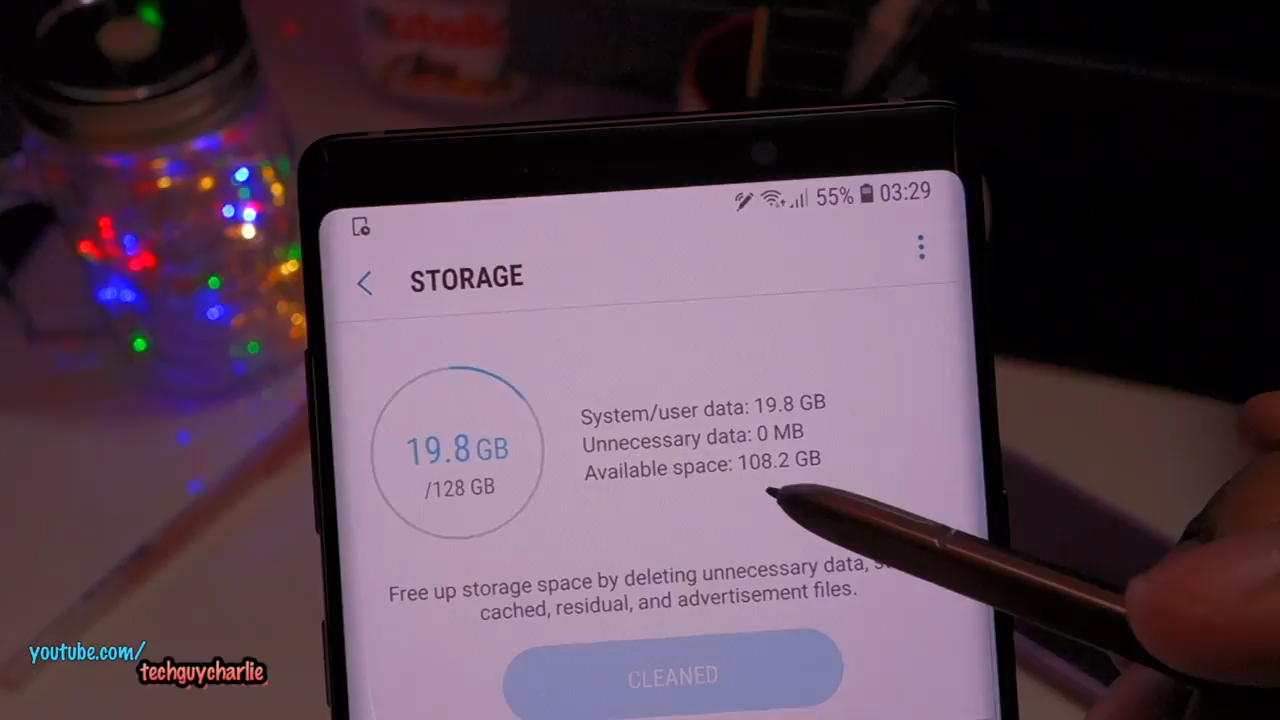 55% 03:29
STORAGE
19.8 GB
/128 GB
System/user data: 19.8 GB
Unnecessary data: 0 MB
Available space: 108.2 GB
Free up storage space by deleting unnecessary data,
cached, residual, and advertisement files.
CLEANED
youtube.com/
techguycharlie